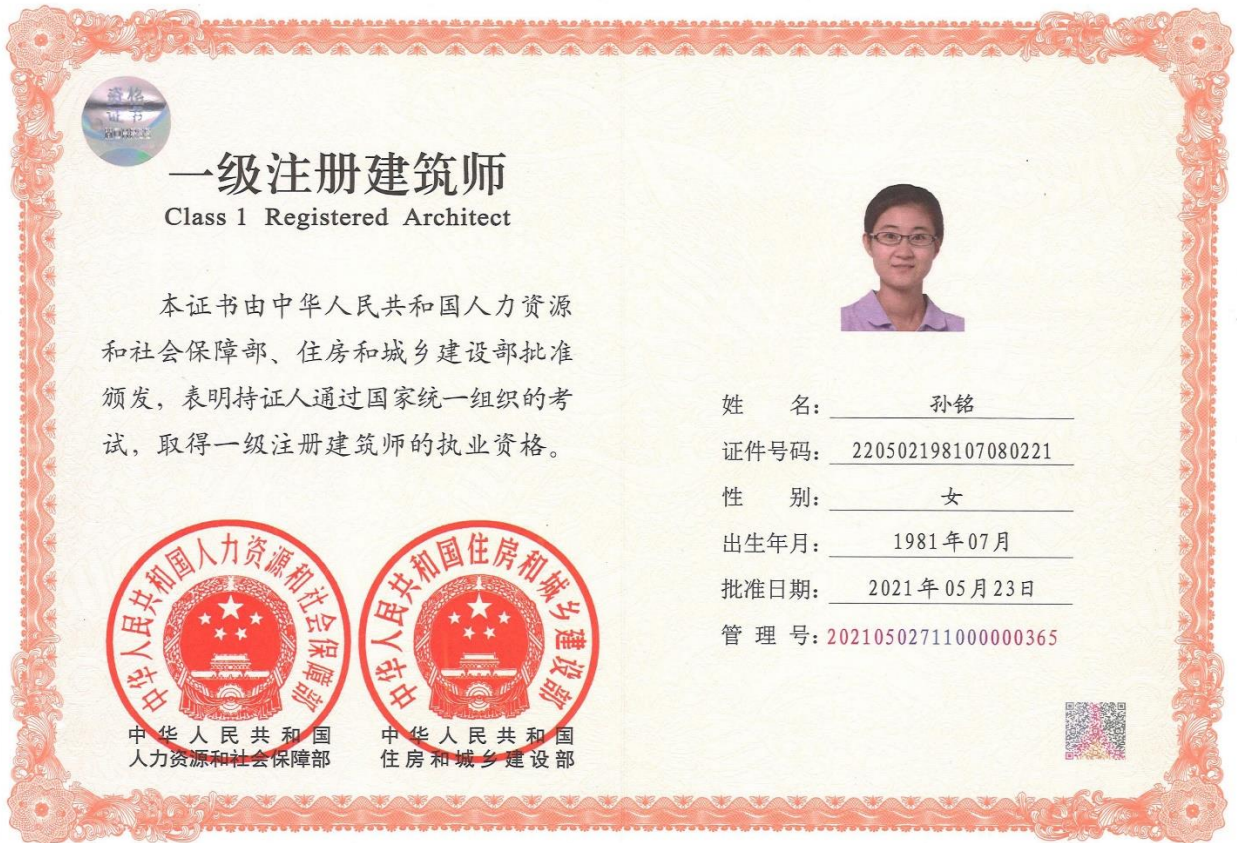 资格
证书
一级注册建筑师
Class 1 Registered Architect
本证书由中华人民共和国人力资源
和社会保障部、住房和城乡建设部批准
颁发，表明持证人通过国家统一组织的考
试，取得一级注册建筑师的执业资格。
中华人民共和国人力资源和社会保障部
中华人民共和国住房和城乡建设部
中华人民共和国
人力资源和社会保障部
中华人民共和国
住房和城乡建设部
姓 名：孙铭
证件号码：220502198107080221
性 别：女
出生年月：1981年07月
批准日期：2021年05月23日
管 理 号：20210502711000000365